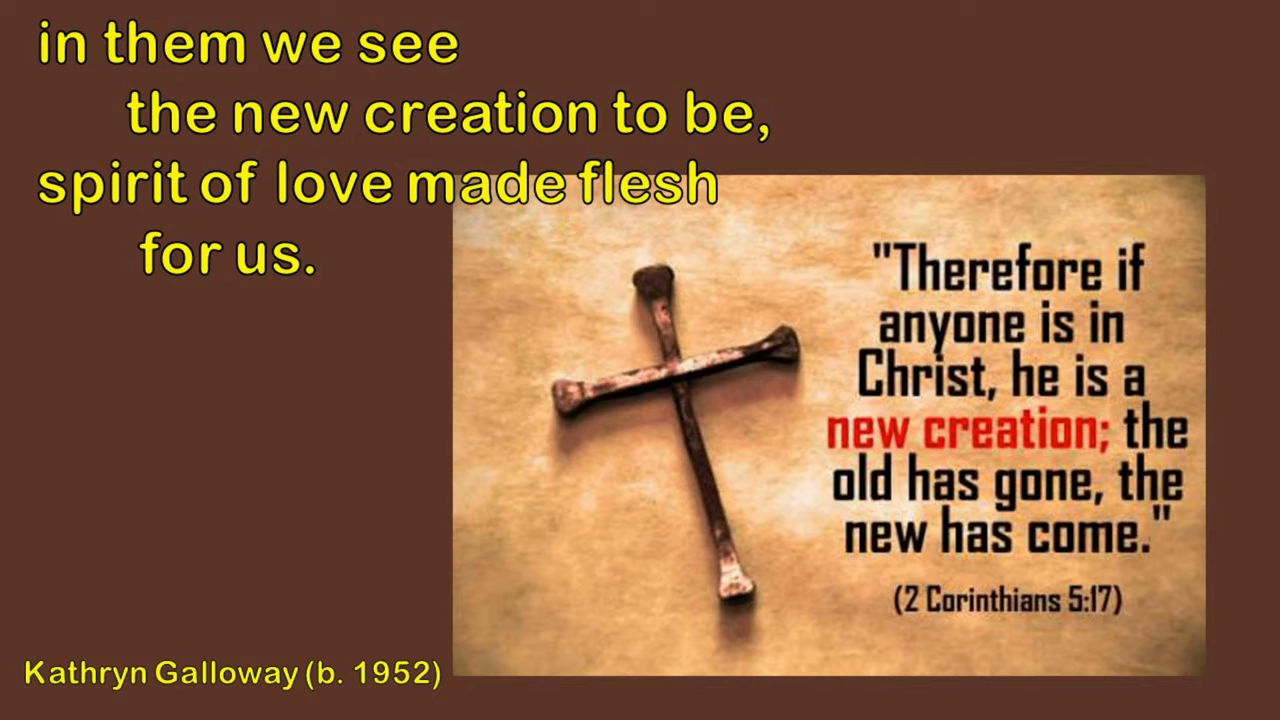 in them we see
the new creation to be,
spirit of love made flesh
for us.
"Therefore if
anyone is in
Christ, he is a
new creation; the
old has gone, the
new has come."
(2 Corinthians 5:17)
Kathryn Galloway (b. 1952)